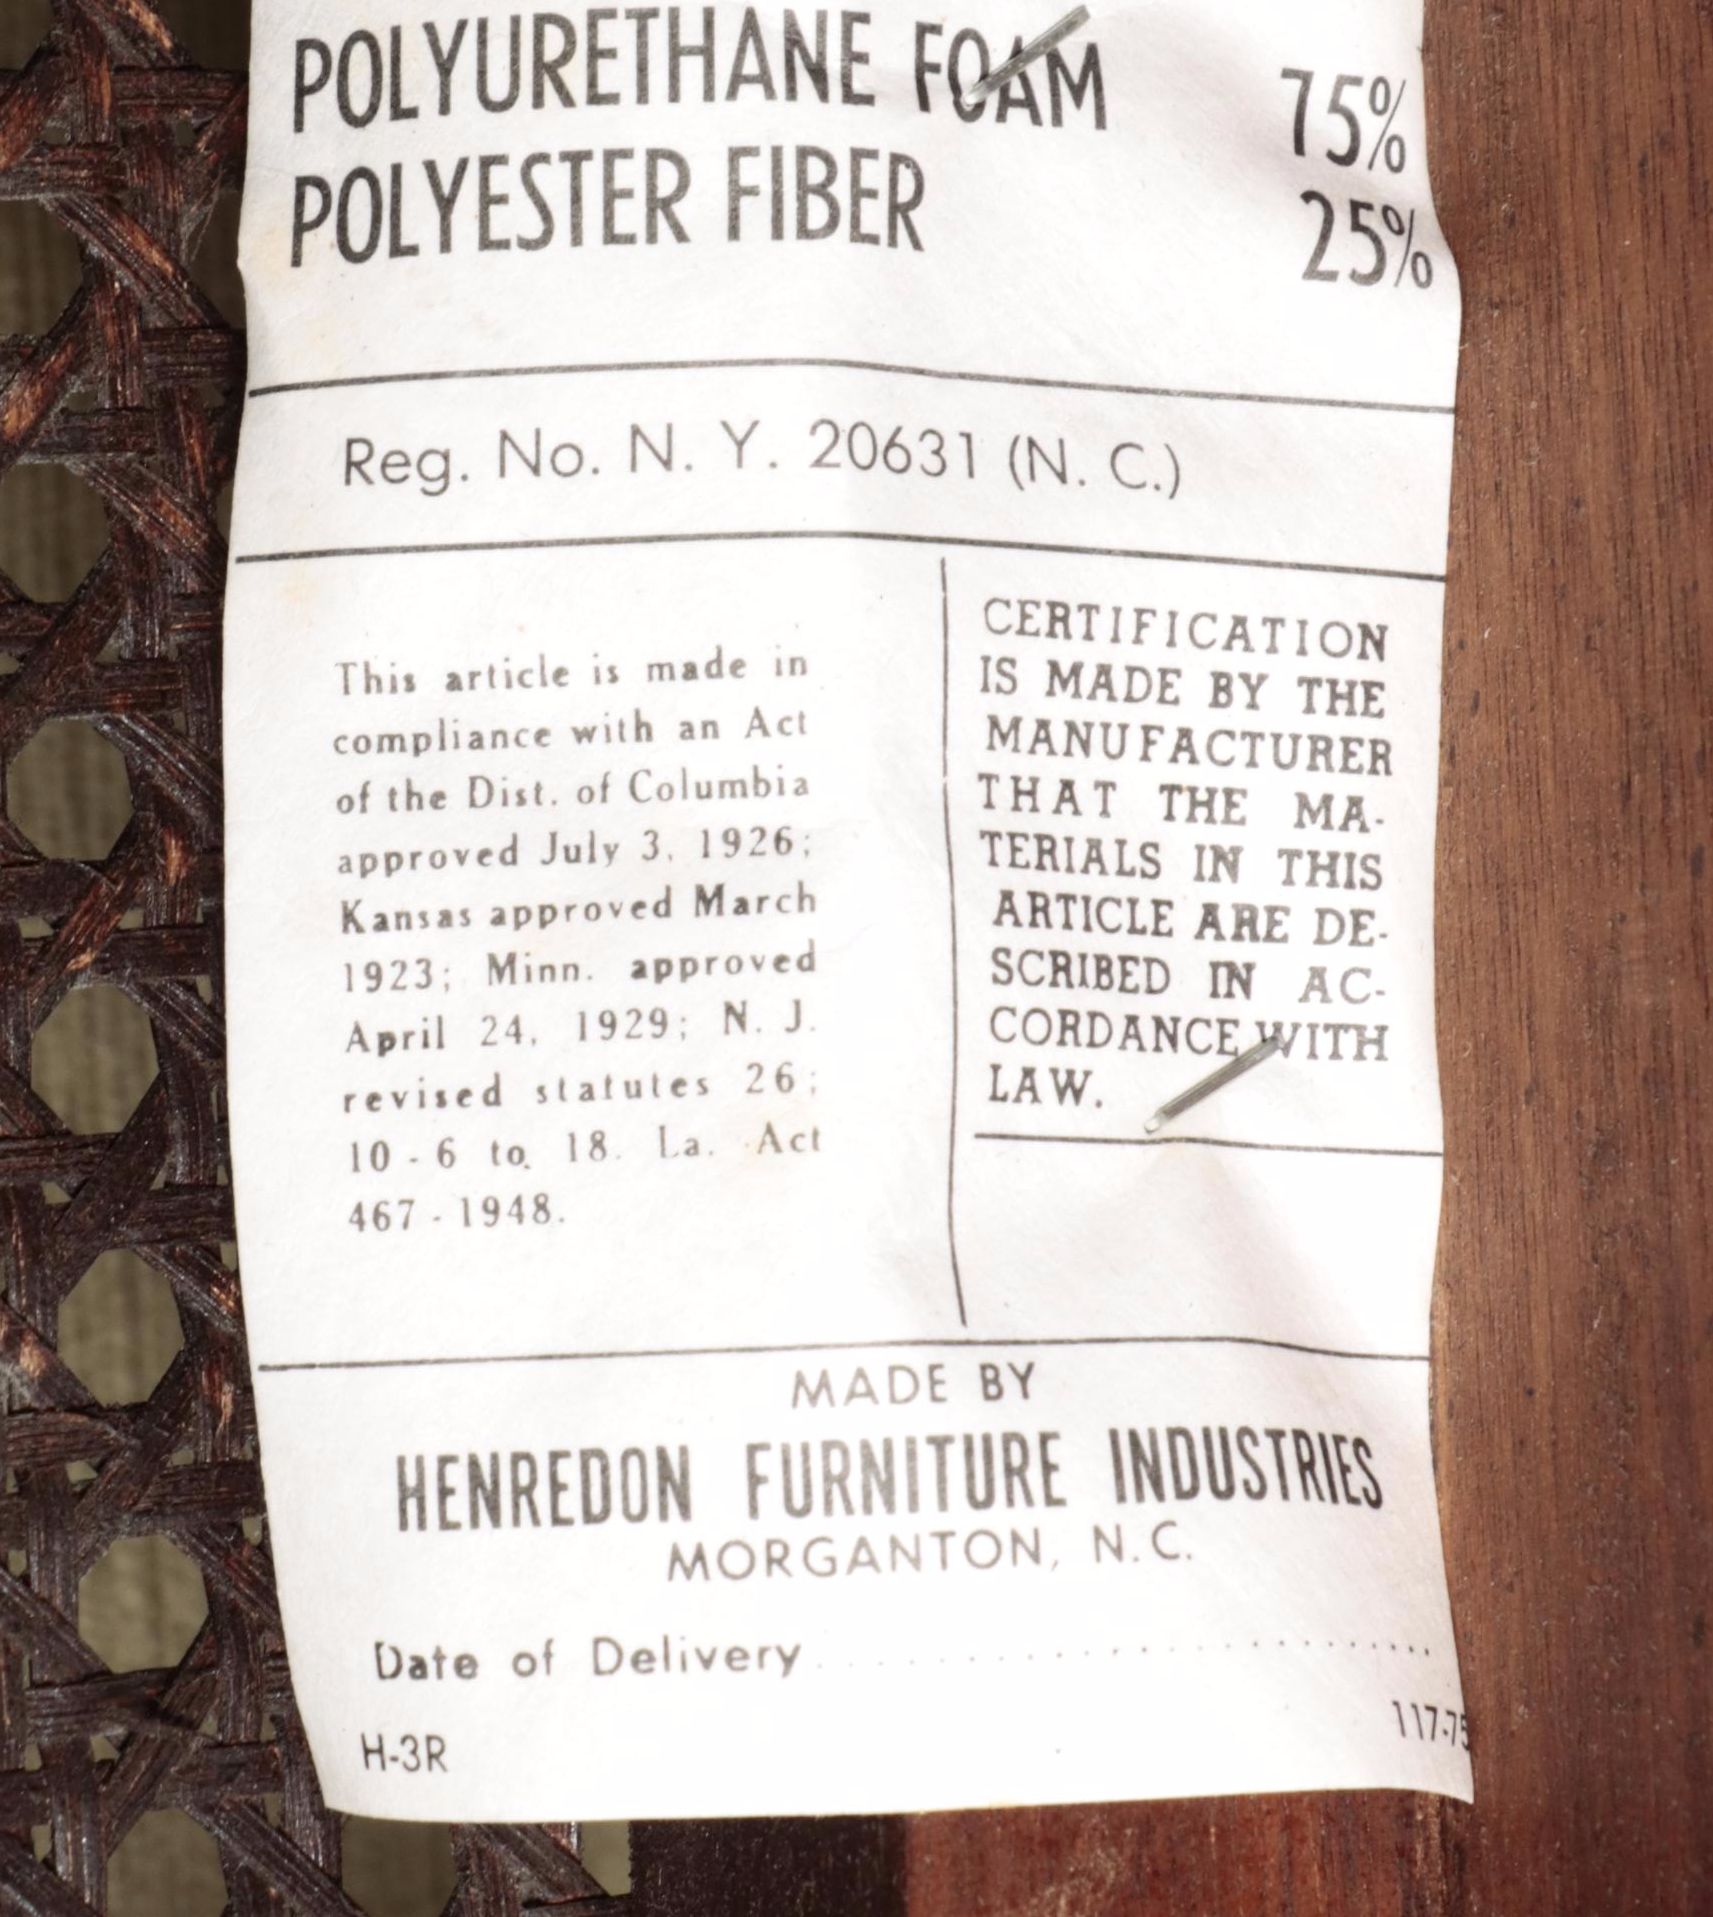 POLYURETHANE FOAM 75%
POLYESTER FIBER 25%
Reg. No. N. Y. 20631 (N. C.)
This article is made in
compliance with an Act
of the Dist. of Columbia
approved July 3, 1926;
Kansas approved March
1923; Minn. approved
April 24, 1929; N. J.
revised statutes 26;
10 - 6 to 18. La. Act
467 - 1948.
CERTIFICATION
IS MADE BY THE
MANUFACTURER
THAT THE MA-
TERIALS IN THIS
ARTICLE ARE DE-
SCRIBED IN AC-
CORDANCE WITH
LAW.
MADE BY
HENREDON FURNITURE INDUSTRIES
MORGANTON, N.C.
Date of Delivery..............................
H-3R
117-75